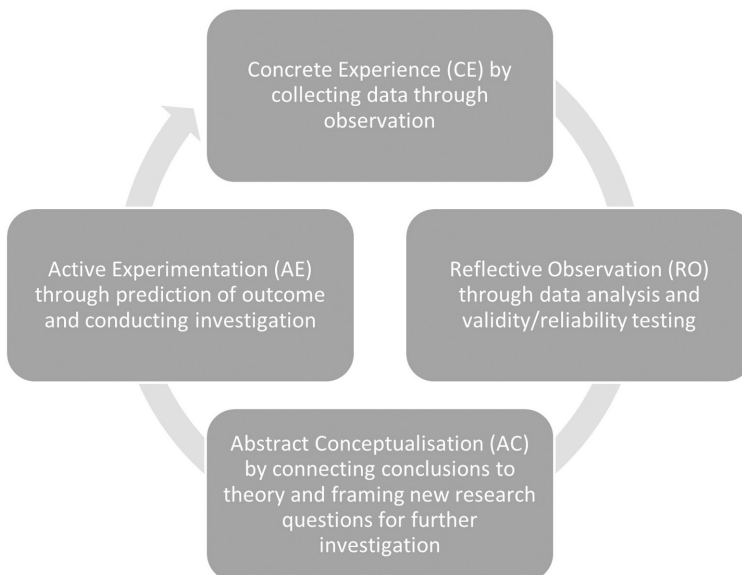 Concrete Experience (CE) by
collecting data through
observation
Active Experimentation (AE)
through prediction of outcome
and conducting investigation
Reflective Observation (RO)
through data analysis and
validity/reliability testing
Abstract Conceptualisation (AC)
by connecting conclusions to
theory and framing new research
questions for further
investigation